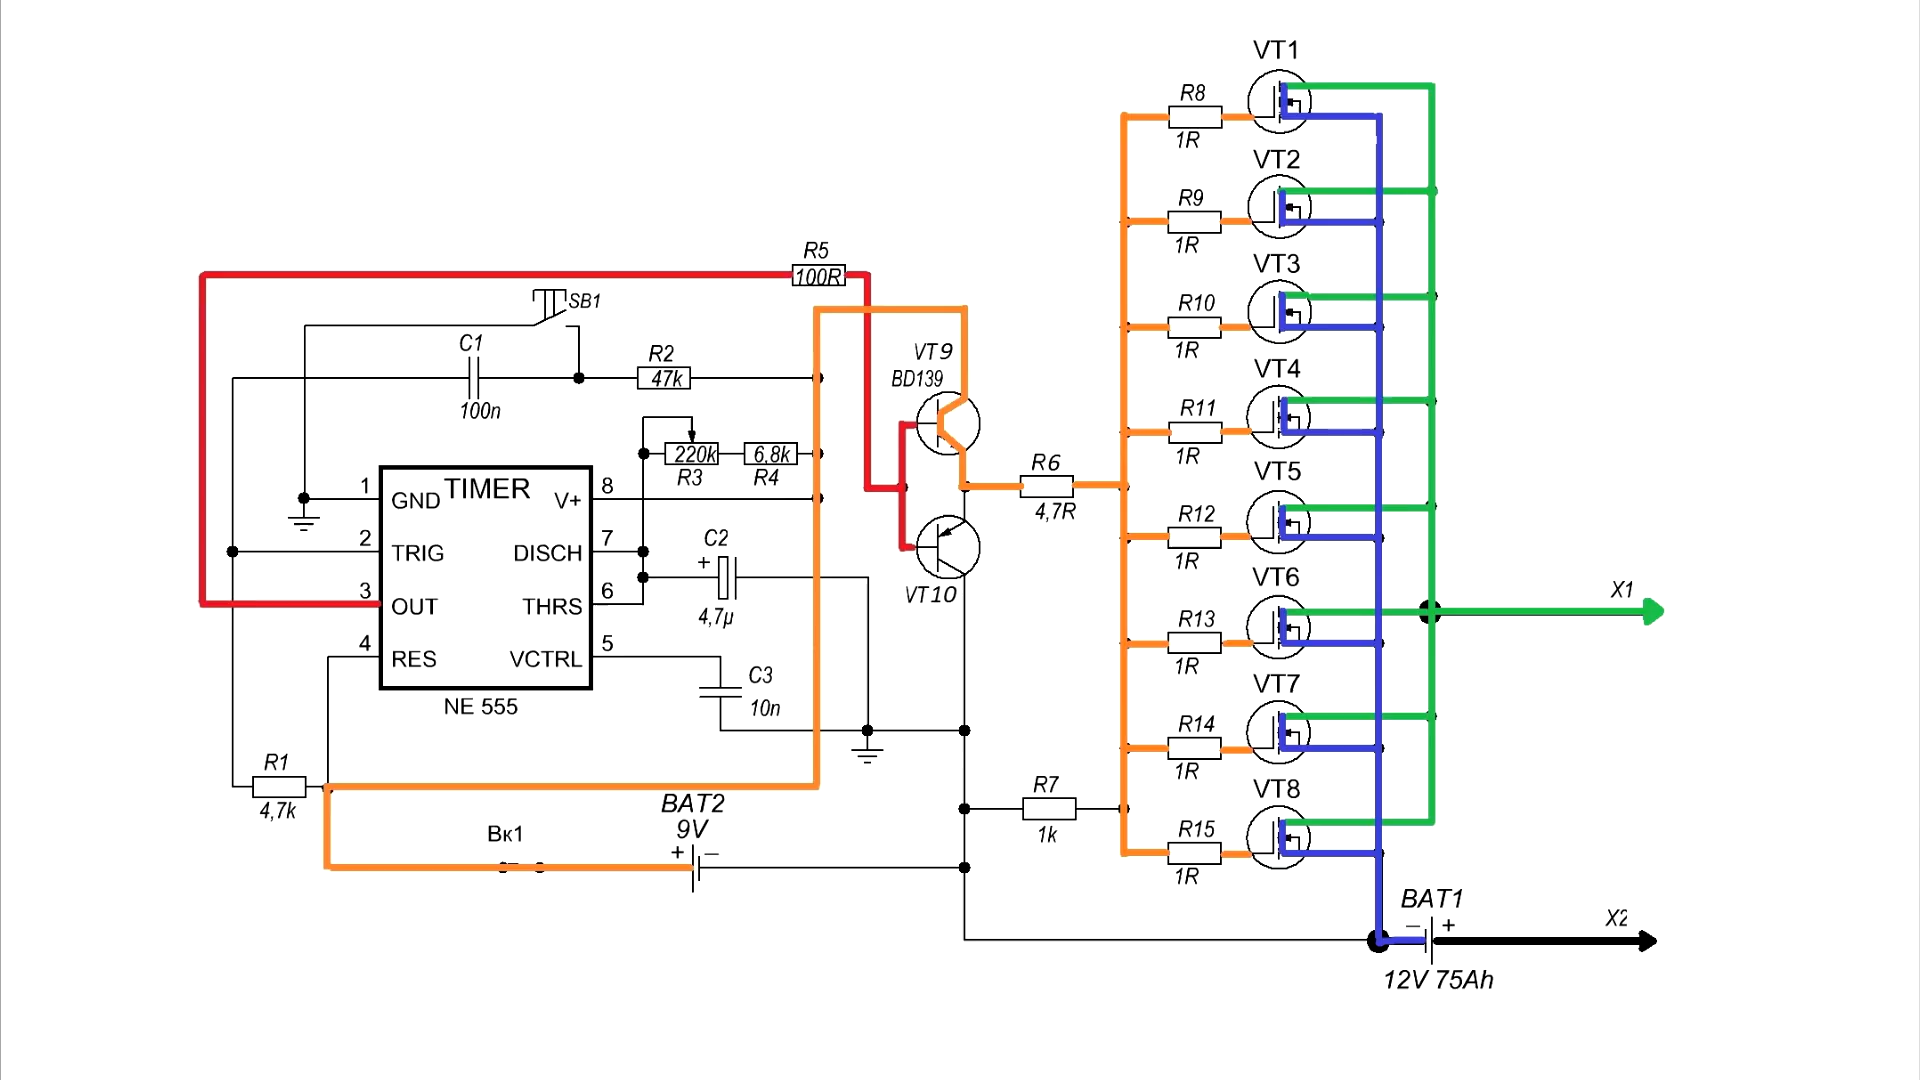 VT1
R8
1R
VT2
R9
1R
VT3
R10
1R
VT4
R11
1R
VT5
R12
1R
VT6
R13
1R
VT7
R14
1R
VT8
R15
1R
R5
100R
SB1
C1
100n
R2
47k
VT9
BD139
220k
R3
6,8k
R4
R6
4,7R
TIMER
1
GND
V+
8
2
TRIG
DISCH
7
3
OUT
THRS
6
4
RES
VCTRL
5
NE 555
C2
+
4,7µ
VT10
C3
10n
X1
R1
4,7k
R7
1k
BAT2
9V
+ −
Вк1
BAT1
− +
12V 75Ah
X2